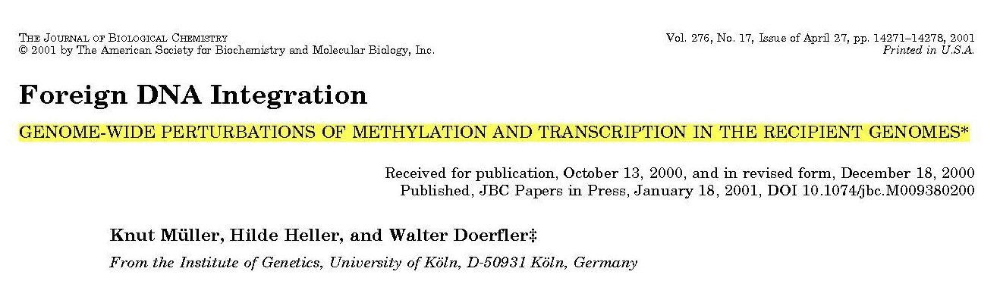 THE JOURNAL OF BIOLOGICAL CHEMISTRY
© 2001 by The American Society for Biochemistry and Molecular Biology, Inc.
Vol. 276, No. 17, Issue of April 27, pp. 14271–14278, 2001
Printed in U.S.A.
Foreign DNA Integration
GENOME-WIDE PERTURBATIONS OF METHYLATION AND TRANSCRIPTION IN THE RECIPIENT GENOMES*
Received for publication, October 13, 2000, and in revised form, December 18, 2000
Published, JBC Papers in Press, January 18, 2001, DOI 10.1074/jbc.M009380200
Knut Müller, Hilde Heller, and Walter Doerfler‡
From the Institute of Genetics, University of Köln, D-50931 Köln, Germany